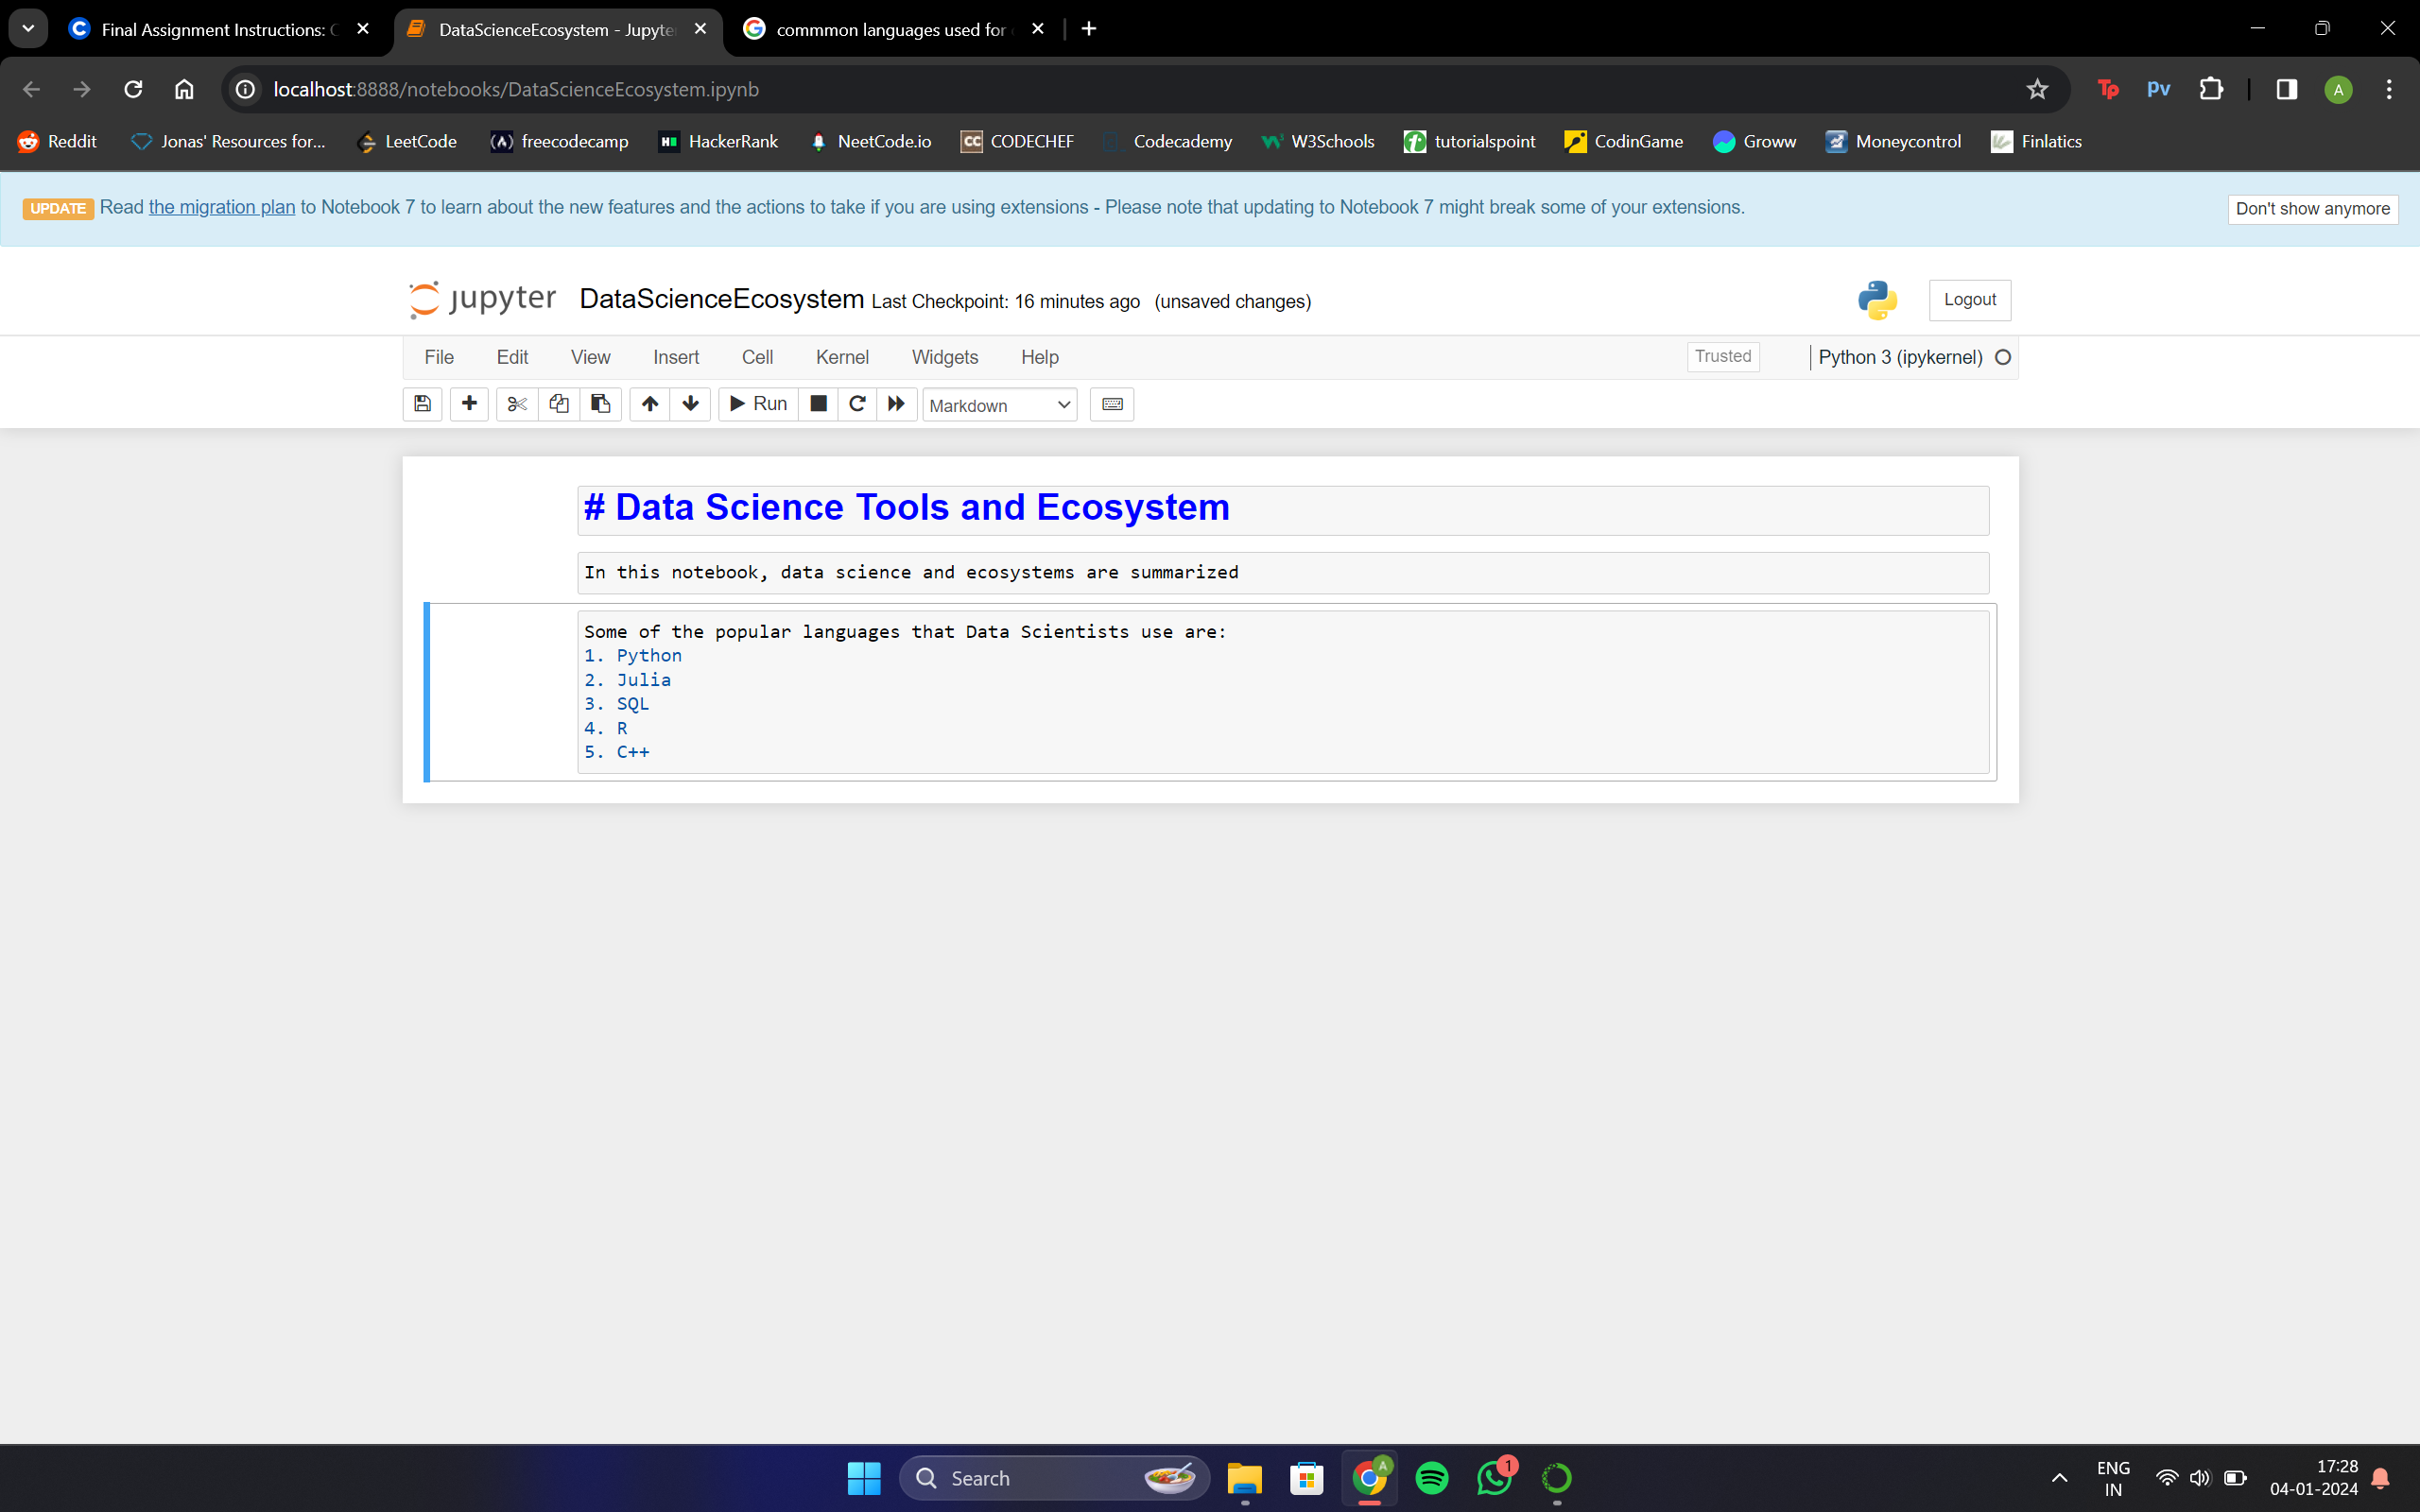 Final Assignment Instructions: C
DataScienceEcosystem - Jupyte
commmon languages used for
localhost:8888/notebooks/DataScienceEcosystem.ipynb
Tp
pv
A
Reddit
Jonas' Resources for...
LeetCode
freecodecamp
HackerRank
NeetCode.io
CC CODECHEF
Codecademy
W3Schools
tutorialspoint
CodinGame
Groww
Moneycontrol
Finlatics
UPDATE Read the migration plan to Notebook 7 to learn about the new features and the actions to take if you are using extensions - Please note that updating to Notebook 7 might break some of your extensions.
Don't show anymore
jupyter DataScienceEcosystem Last Checkpoint: 16 minutes ago (unsaved changes)
Logout
File Edit View Insert Cell Kernel Widgets Help
Trusted
Python 3 (ipykernel)
Run
Markdown
# Data Science Tools and Ecosystem
In this notebook, data science and ecosystems are summarized
Some of the popular languages that Data Scientists use are:
1. Python
2. Julia
3. SQL
4. R
5. C++
Search
A
1
ENG
IN
17:28
04-01-2024